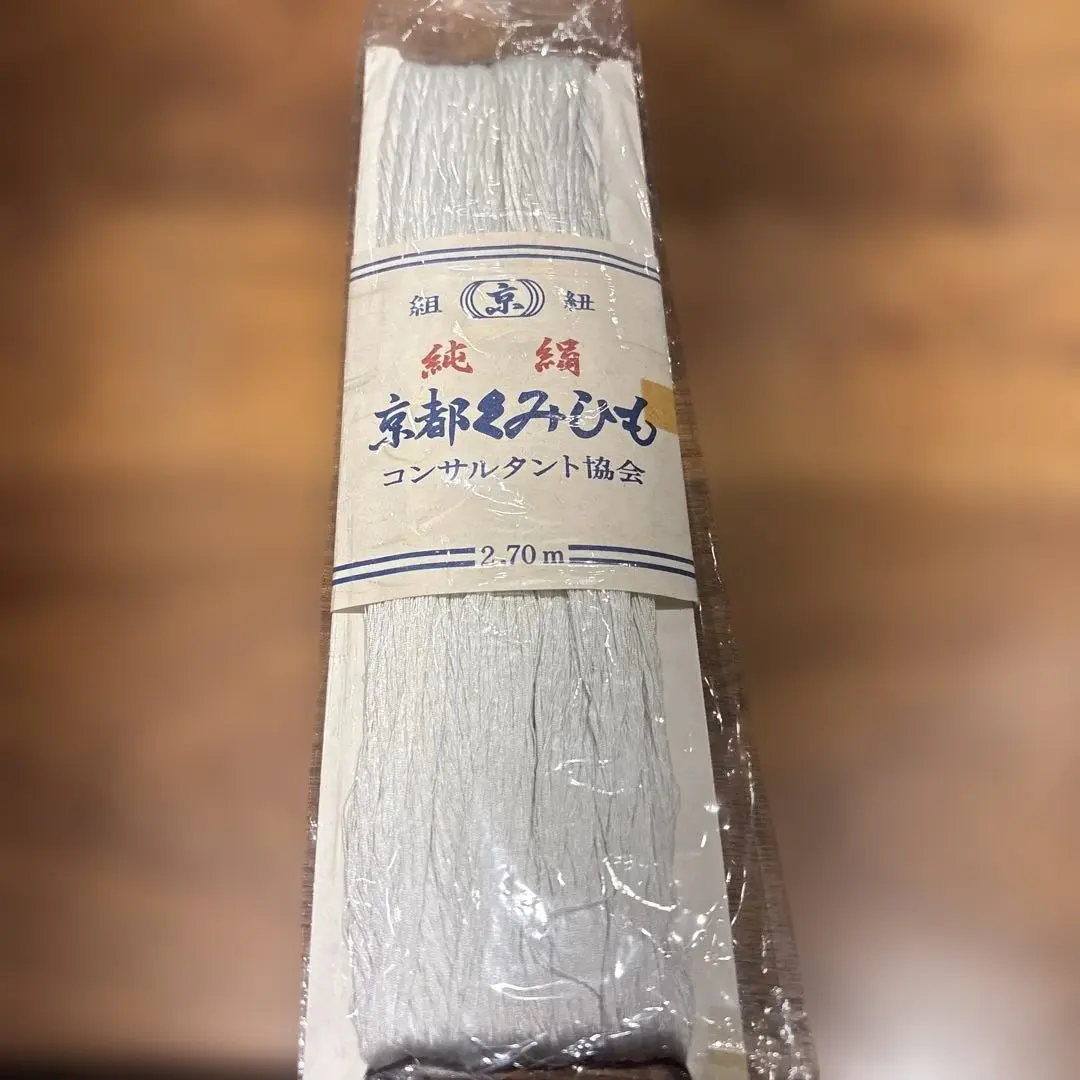 組 京 紐
純 絹
京都くみひも
コンサルタント協会
2.70m